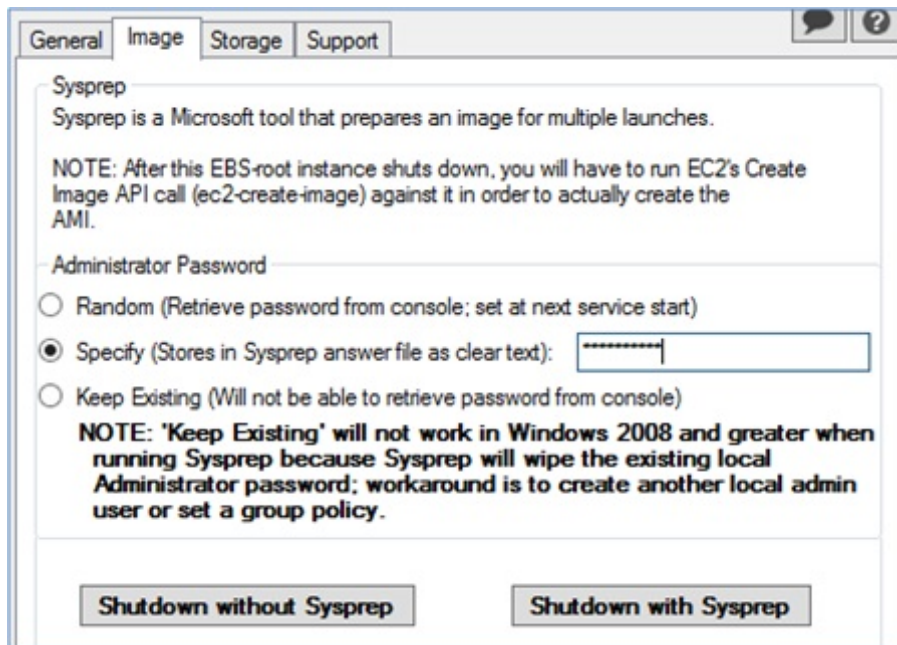 General Image Storage Support
Sysprep
Sysprep is a Microsoft tool that prepares an image for multiple launches.
NOTE: After this EBS-root instance shuts down, you will have to run EC2's Create
Image API call (ec2-create-image) against it in order to actually create the
AMI.
Administrator Password
Random (Retrieve password from console; set at next service start)
Specify (Stores in Sysprep answer file as clear text): **********
Keep Existing (Will not be able to retrieve password from console)
NOTE: 'Keep Existing' will not work in Windows 2008 and greater when
running Sysprep because Sysprep will wipe the existing local
Administrator password; workaround is to create another local admin
user or set a group policy.
Shutdown without Sysprep Shutdown with Sysprep